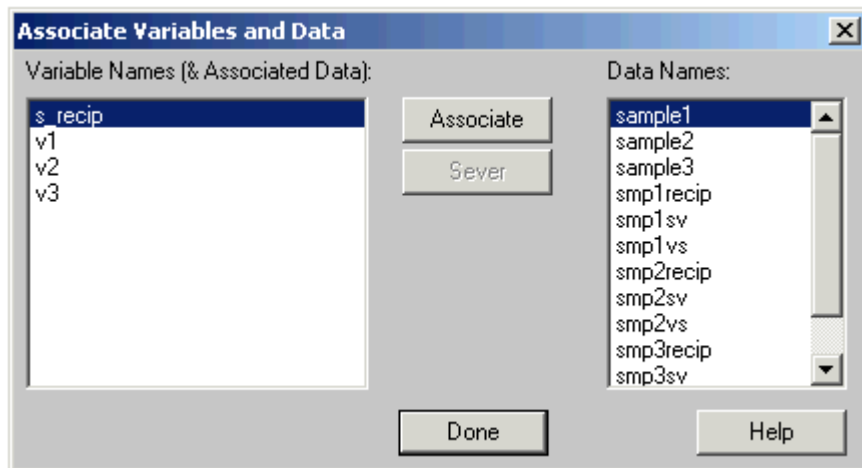 Associate Variables and Data
Variable Names (& Associated Data):
Data Names:
s_recip
v1
v2
v3
Associate
Sever
sample1
sample2
sample3
smp1recip
smp1sv
smp1vs
smp2recip
smp2sv
smp2vs
smp3recip
smp3sv
Done
Help